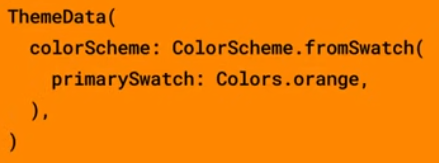 ThemeData(
  colorScheme: ColorScheme.fromSwatch(
    primarySwatch: Colors.orange,
  ),
)